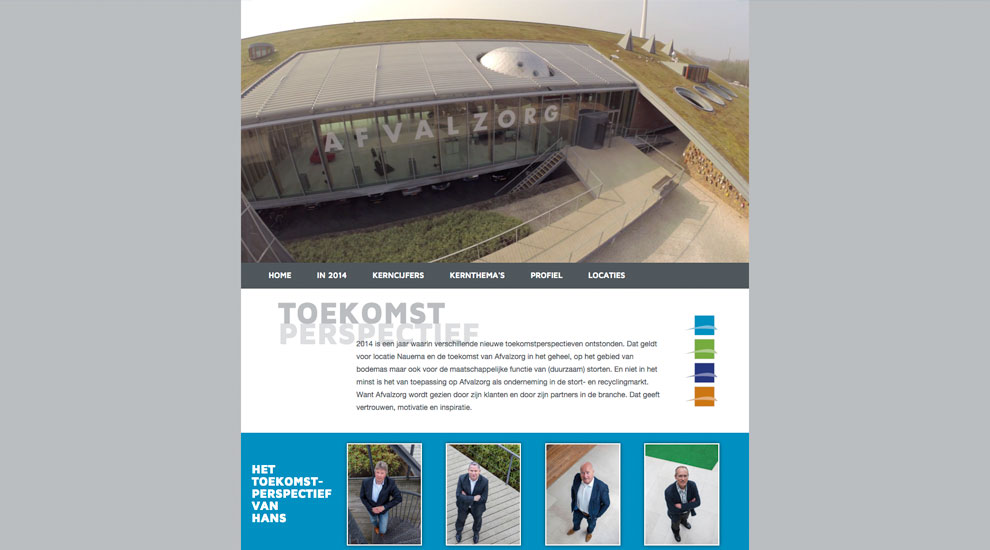 AFVALZORG
HOME IN 2014 KERNCIJFERS KERNTHEMA'S PROFIEL LOCATIES
TOEKOMST
PERSPECTIEF
2014 is een jaar waarin verschillende nieuwe toekomstperspectieven ontstonden. Dat geldt
voor locatie Nauerna en de toekomst van Afvalzorg in het geheel, op het gebied van
bodemas maar ook voor de maatschappelijke functie van (duurzaam) storten. En niet in het
minst is het van toepassing op Afvalzorg als onderneming in de stort- en recyclingmarkt.
Want Afvalzorg wordt gezien door zijn klanten en door zijn partners in de branche. Dat geeft
vertrouwen, motivatie en inspiratie.
HET
TOEKOMST-
PERSPECTIEF
VAN
HANS